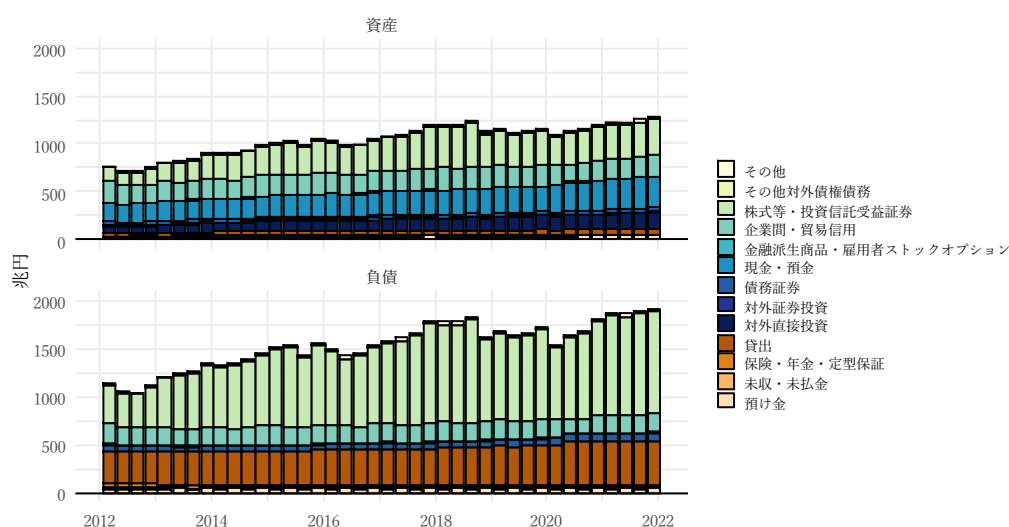 資産
2000
1500
1000
500
0
兆円
負債
2000
1500
1000
500
0
2012 2014 2016 2018 2020 2022
その他
その他対外債権債務
株式等・投資信託受益証券
企業間・貿易信用
金融派生商品・雇用者ストックオプション
現金・預金
債務証券
対外証券投資
対外直接投資
貸出
保険・年金・定型保証
未収・未払金
預け金